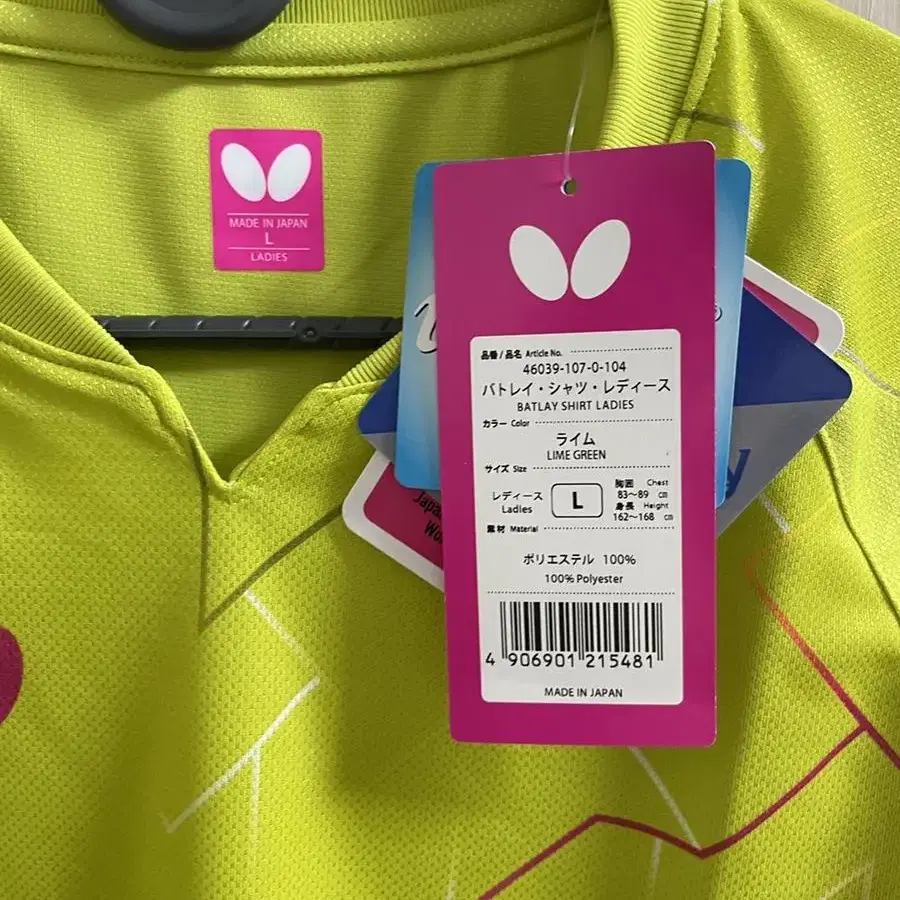 MADE IN JAPAN
L
LADIES
品番/品名 Article No.
46039-107-0-104
バトレイ・シャツ・レディース
BATLAY SHIRT LADIES
カラー Color
ライム
LIME GREEN
サイズ Size
レディース
Ladies
L
胸囲 Chest
83~89 cm
身長 Height
162~168 cm
素材 Material
ポリエステル 100%
100% Polyester
4 906901 215481
MADE IN JAPAN